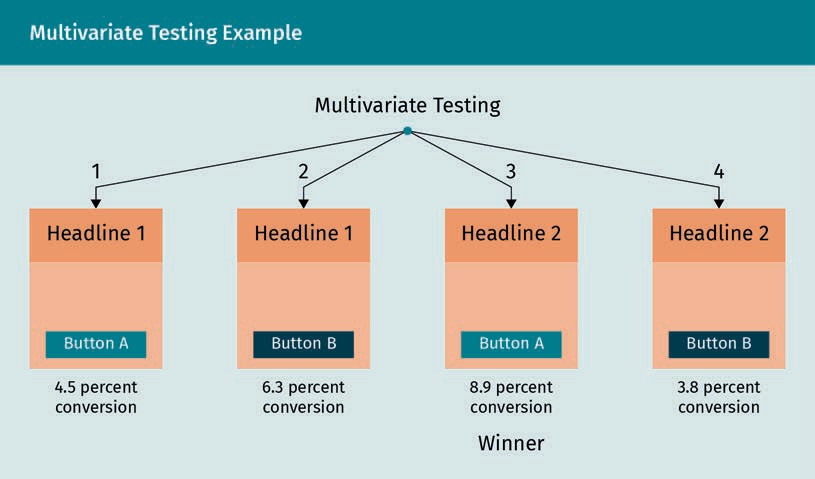 Multivariate Testing Example
Multivariate Testing
1
2
3
4
Headline 1
Headline 1
Headline 2
Headline 2
Button A
Button B
Button A
Button B
4.5 percent
conversion
6.3 percent
conversion
8.9 percent
conversion
3.8 percent
conversion
Winner